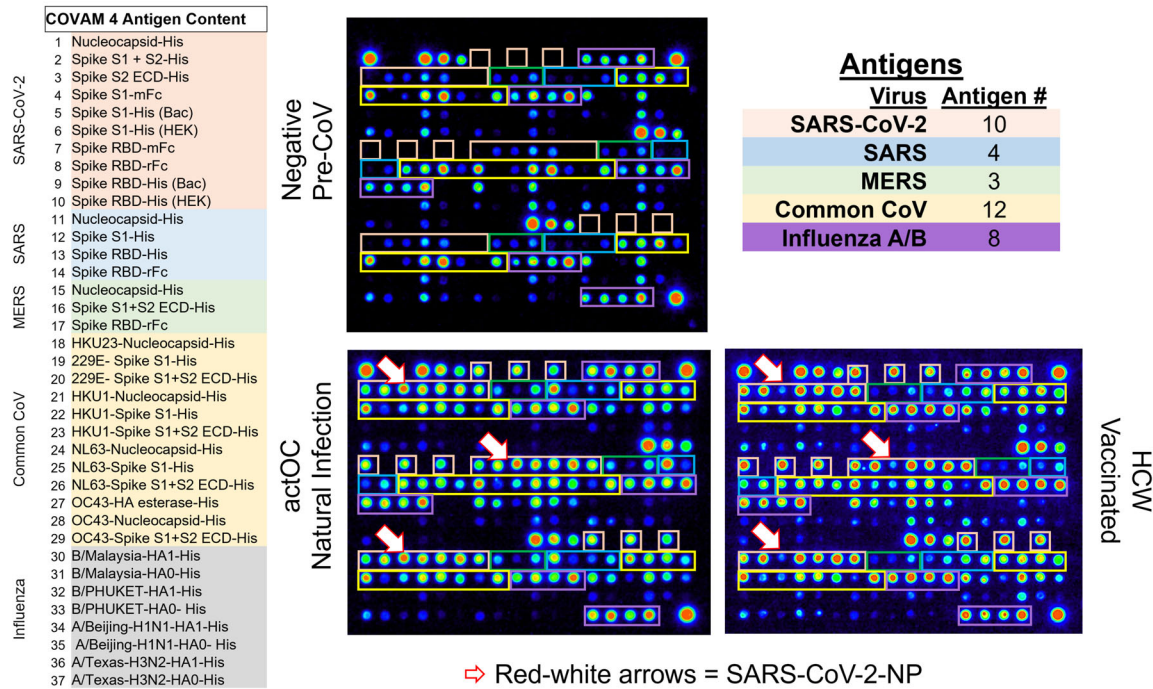 COVAM 4 Antigen Content
SARS-CoV-2
1 Nucleocapsid-His
2 Spike S1 + S2-His
3 Spike S2 ECD-His
4 Spike S1-mFc
5 Spike S1-His (Bac)
6 Spike S1-His (HEK)
7 Spike RBD-mFc
8 Spike RBD-rFc
9 Spike RBD-His (Bac)
10 Spike RBD-His (HEK)
SARS
11 Nucleocapsid-His
12 Spike S1-His
13 Spike RBD-His
14 Spike RBD-rFc
MERS
15 Nucleocapsid-His
16 Spike S1+S2 ECD-His
17 Spike RBD-rFc
Common CoV
18 HKU23-Nucleocapsid-His
19 229E- Spike S1-His
20 229E- Spike S1+S2 ECD-His
21 HKU1-Nucleocapsid-His
22 HKU1-Spike S1-His
23 HKU1-Spike S1+S2 ECD-His
24 NL63-Nucleocapsid-His
25 NL63-Spike S1-His
26 NL63-Spike S1+S2 ECD-His
27 OC43-HA esterase-His
28 OC43-Nucleocapsid-His
29 OC43-Spike S1+S2 ECD-His
Influenza
30 B/Malaysia-HA1-His
31 B/Malaysia-HA0-His
32 B/PHUKET-HA1-His
33 B/PHUKET-HA0- His
34 A/Beijing-H1N1-HA1-His
35 A/Beijing-H1N1-HA0- His
36 A/Texas-H3N2-HA1-His
37 A/Texas-H3N2-HA0-His
Negative
Pre-CoV
Antigens
Virus Antigen #
SARS-CoV-2 10
SARS 4
MERS 3
Common CoV 12
Influenza A/B 8
actOC
Natural Infection
HCW
Vaccinated
Red-white arrows = SARS-CoV-2-NP